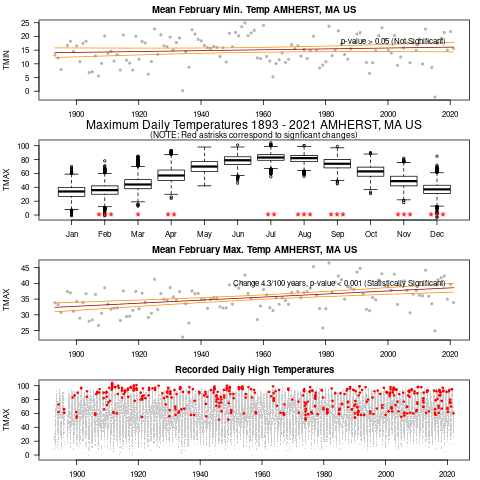 Mean February Min. Temp AMHERST, MA US
TMIN
25
20
15
10
5
0
p-value > 0.05 (Not Significant)
1900 1920 1940 1960 1980 2000 2020
Maximum Daily Temperatures 1893 - 2021 AMHERST, MA US
(NOTE: Red astrisks correspond to signficant changes)
TMAX
100
80
60
40
20
0
*** * ** ** *** *** *** ***
Jan Feb Mar Apr May Jun Jul Aug Sep Oct Nov Dec
Mean February Max. Temp AMHERST, MA US
TMAX
45
40
35
30
25
Change 4.3/100 years, p-value < 0.001 (Statistically Significant)
1900 1920 1940 1960 1980 2000 2020
Recorded Daily High Temperatures
TMAX
100
80
60
40
20
0
1900 1920 1940 1960 1980 2000 2020